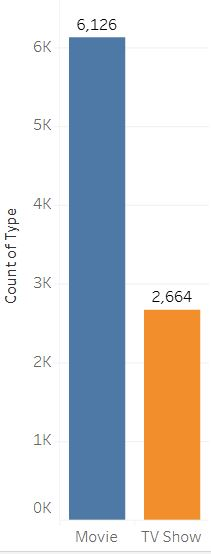 6,126
6K
5K
4K
Count of Type
3K
2,664
2K
1K
0K
Movie TV Show